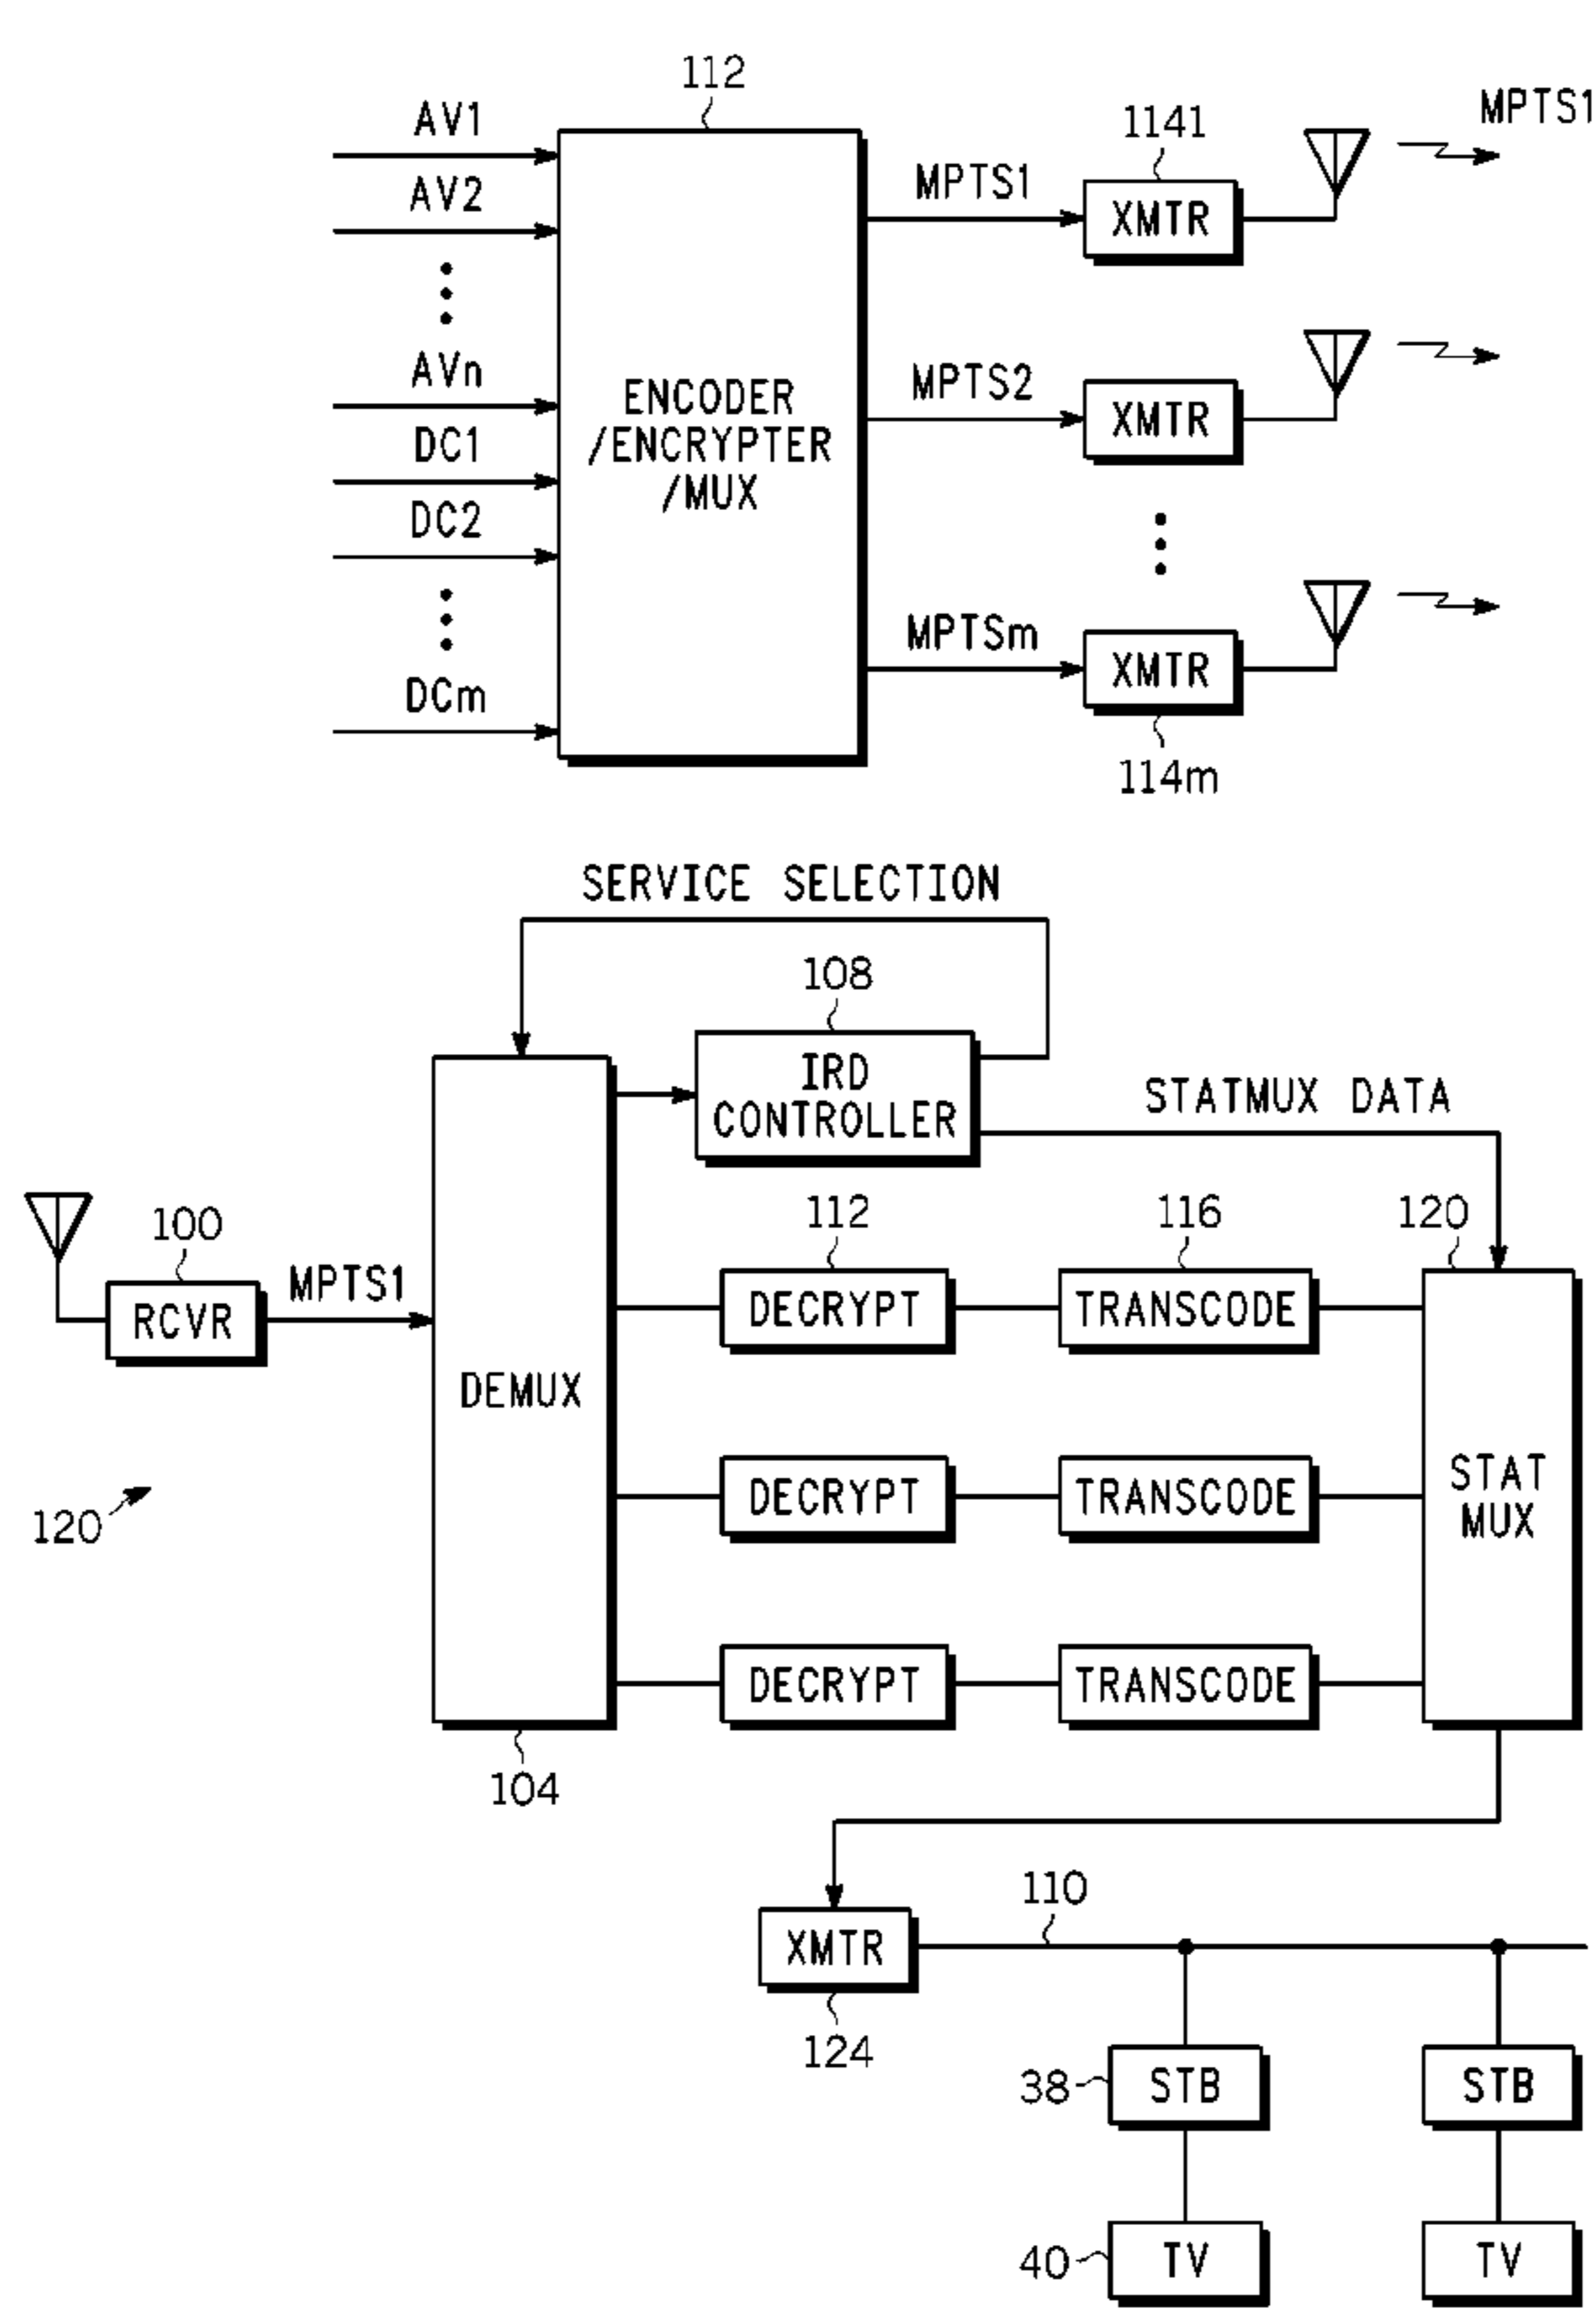 112
AV1
1141
MPTS1
MPTS1
XMTR
AV2
AVn
MPTS2
ENCODER
/ENCRYPTER
/MUX
XMTR
DC1
DC2
MPTSm
XMTR
DCm
114m
SERVICE SELECTION
108
IRD
CONTROLLER
STATMUX DATA
100
112
116
120
MPTS1
RCVR
DECRYPT
TRANSCODE
DEMUX
DECRYPT
TRANSCODE
STAT
MUX
120
DECRYPT
TRANSCODE
104
110
XMTR
124
38
STB
STB
40
TV
TV